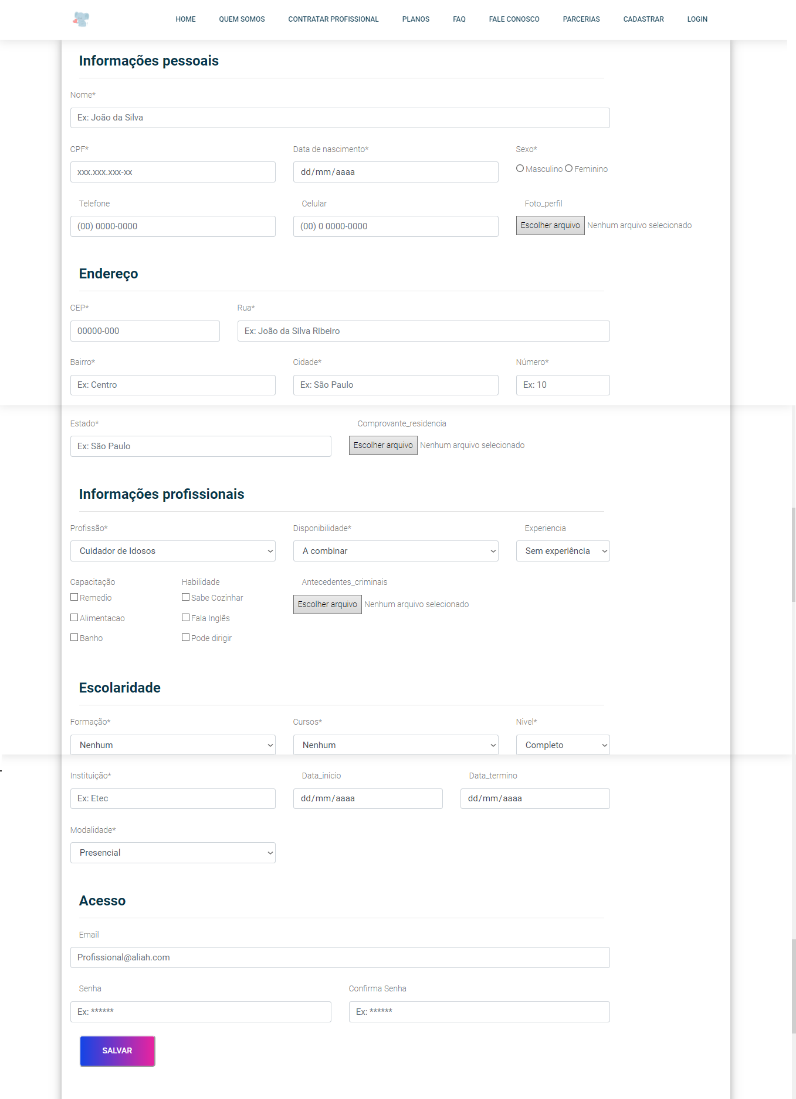 HOME QUEM SOMOS CONTRATAR PROFISSIONAL PLANOS FAQ FALE CONOSCO PARCERIAS CADASTRAR LOGIN
Informações pessoais
Nome*
Ex: João da Silva
CPF* Data de nascimento* Sexo*
xxx.xxx.xxx-xx dd/mm/aaaa Masculino Feminino
Telefone Celular Foto_perfil
(00) 0000-0000 (00) 0 0000-0000 Escolher arquivo Nenhum arquivo selecionado
Endereço
CEP* Rua*
00000-000 Ex: João da Silva Ribeiro
Bairro* Cidade* Número*
Ex: Centro Ex: São Paulo Ex: 10
Estado* Comprovante_residencia
Ex: São Paulo Escolher arquivo Nenhum arquivo selecionado
Informações profissionais
Profissão* Disponibilidade* Experiencia
Cuidador de Idosos A combinar Sem experiência
Capacitação Habilidade Antecedentes_criminais
Remedio Sabe Cozinhar Escolher arquivo Nenhum arquivo selecionado
Alimentacao Fala inglês
Banho Pode dirigir
Escolaridade
Formação* Cursos* Nivel*
Nenhum Nenhum Completo
Instituição* Data_inicio Data_termino
Ex: Etec dd/mm/aaaa dd/mm/aaaa
Modalidade*
Presencial
Acesso
Email
Profissional@aliah.com
Senha Confirma Senha
Ex: ****** Ex: ******
SALVAR